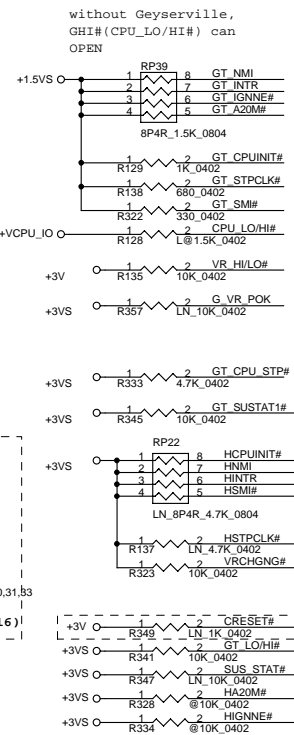 without Geyserville,
GHI#(CPU_LO/HI#) can
OPEN
RP39
+1.5VS 1 8 GT_NMI
2 7 GT_INTR
3 6 GT_IGNNE#
4 5 GT_A20M#
8P4R_1.5K_0804
1 2 GT_CPUINIT#
R129 1K_0402
1 2 GT_STPCLK#
R138 680_0402
1 2 GT_SMI#
R322 330_0402
+VCPU_IO 1 2 CPU_LO/HI#
R128 L@1.5K_0402
+3V 1 2 VR_HI/LO#
R135 10K_0402
+3VS 1 2 G_VR_POK
R357 LN_10K_0402
+3VS 1 2 GT_CPU_STP#
R333 4.7K_0402
+3VS 1 2 GT_SUSTAT1#
R345 10K_0402
RP22
+3VS 1 8 HCPUINIT#
2 7 HNMI
3 6 HINTR
4 5 HSMI#
LN_8P4R_4.7K_0804
1 2 HSTPCLK#
R137 LN_4.7K_0402
1 2 VRCHGNG#
R323 10K_0402
0,31,33
+3V 1 2 CRESET#
R349 LN_1K_0402
+3VS 1 2 GT_LO/HI#
R341 10K_0402
+3VS 1 2 SUS_STAT#
R347 LN_10K_0402
+3VS 1 2 HA20M#
R328 @10K_0402
+3VS 1 2 HIGNNE#
R334 @10K_0402